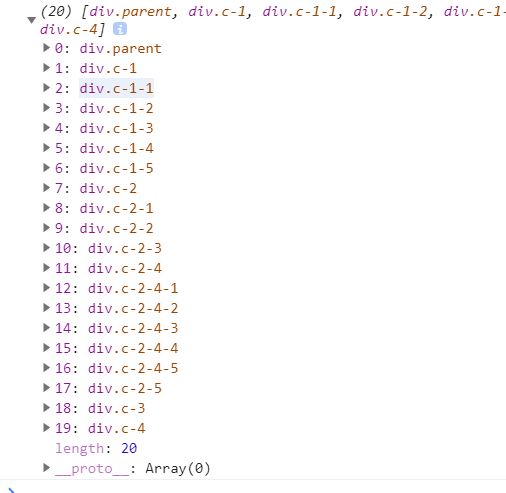 (20) [div.parent, div.c-1, div.c-1-1, div.c-1-2, div.c-1-
div.c-4] i
0: div.parent
1: div.c-1
2: div.c-1-1
3: div.c-1-2
4: div.c-1-3
5: div.c-1-4
6: div.c-1-5
7: div.c-2
8: div.c-2-1
9: div.c-2-2
10: div.c-2-3
11: div.c-2-4
12: div.c-2-4-1
13: div.c-2-4-2
14: div.c-2-4-3
15: div.c-2-4-4
16: div.c-2-4-5
17: div.c-2-5
18: div.c-3
19: div.c-4
length: 20
__proto__: Array(0)